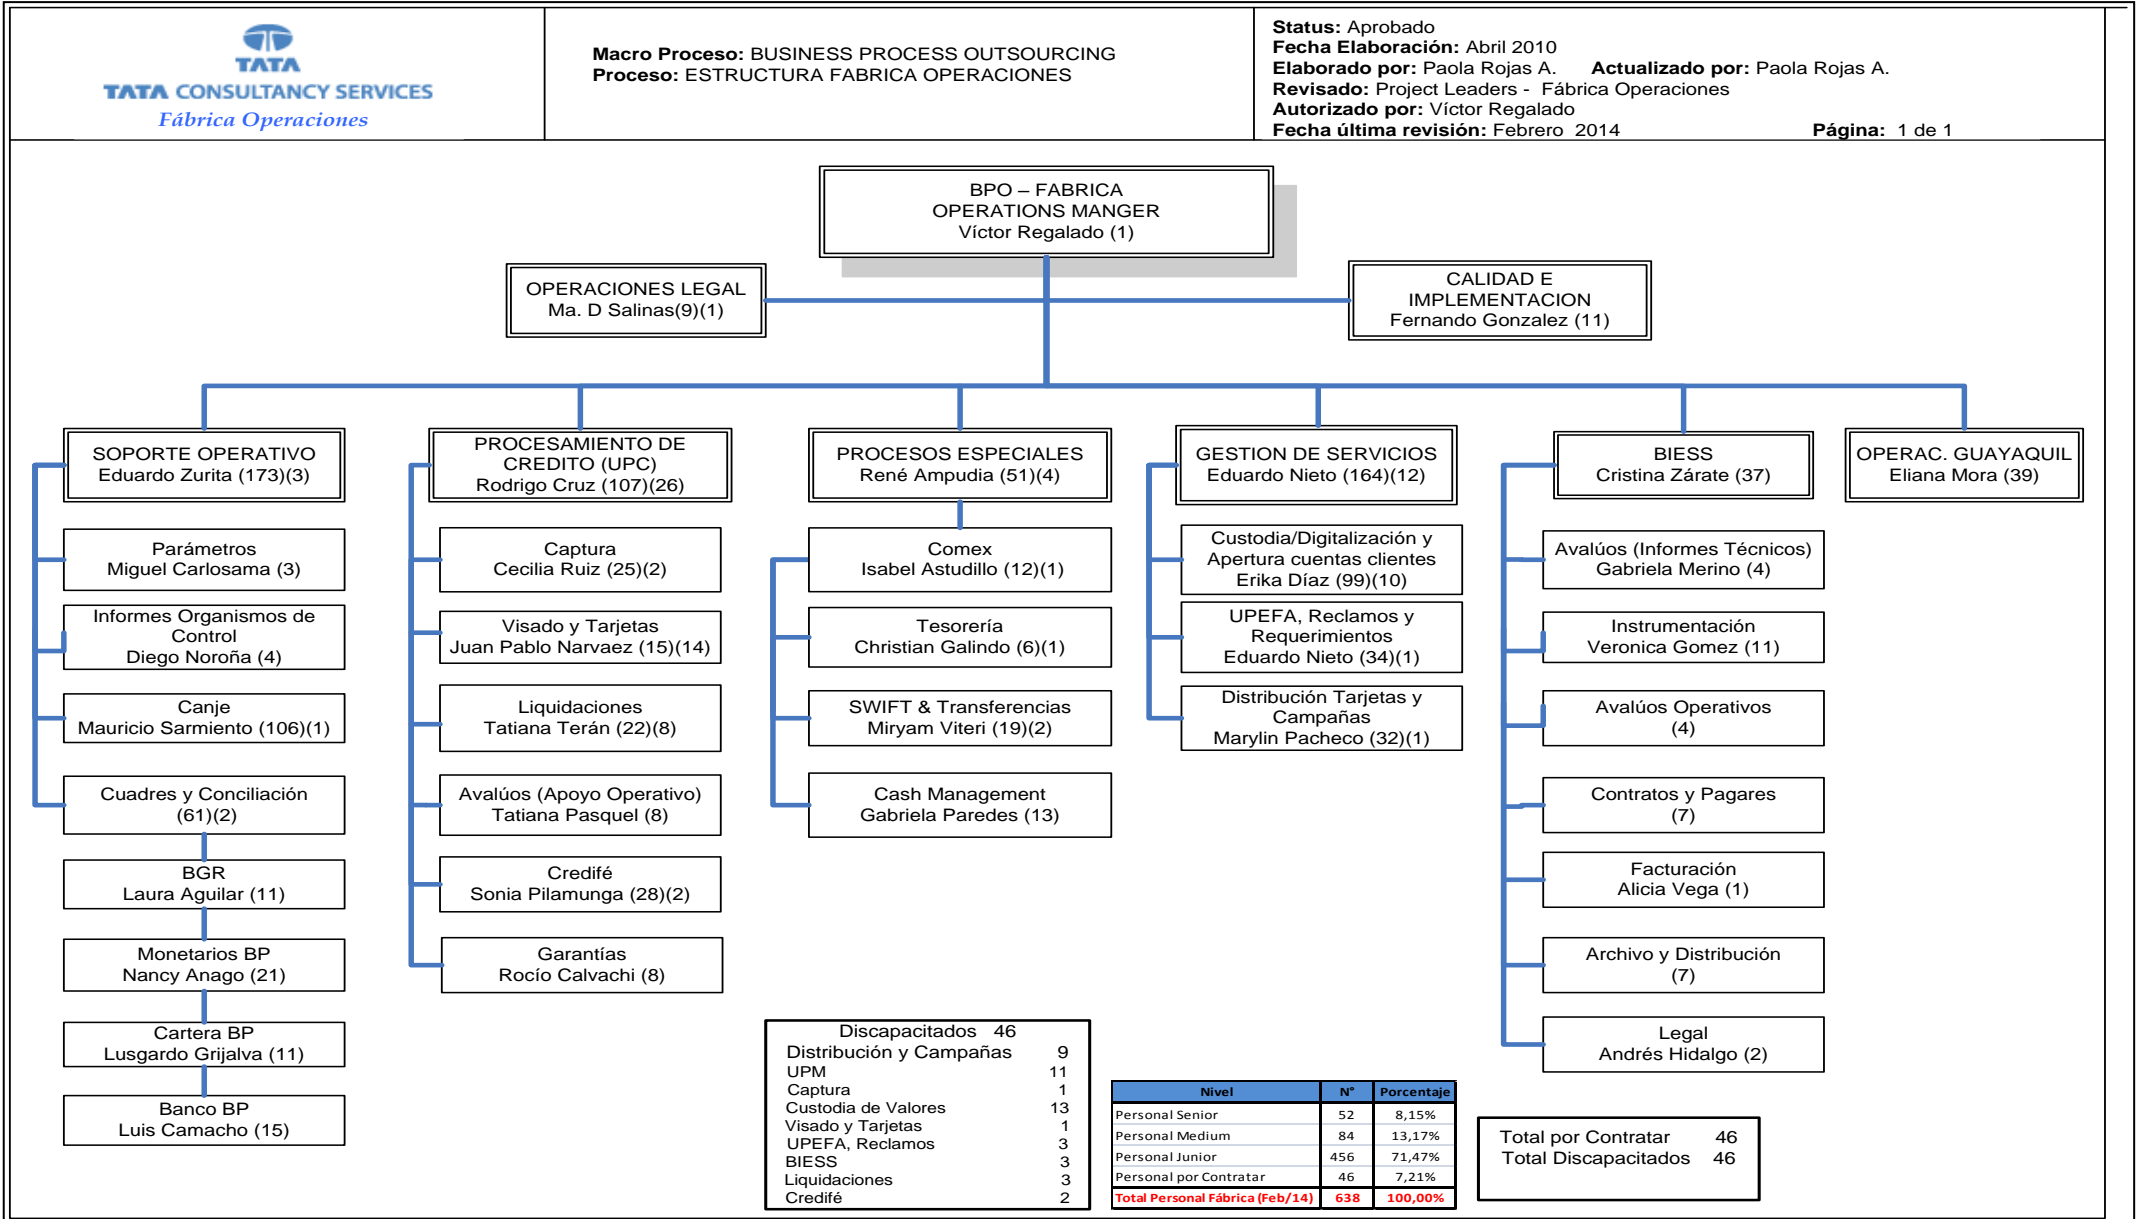 TATA
TATA CONSULTANCY SERVICES
Fábrica Operaciones
Macro Proceso: BUSINESS PROCESS OUTSOURCING
Proceso: ESTRUCTURA FABRICA OPERACIONES
Status: Aprobado
Fecha Elaboración: Abril 2010
Elaborado por: Paola Rojas A. Actualizado por: Paola Rojas A.
Revisado: Project Leaders - Fábrica Operaciones
Autorizado por: Víctor Regalado
Fecha última revisión: Febrero 2014 Página: 1 de 1
BPO – FABRICA
OPERATIONS MANGER
Víctor Regalado (1)
OPERACIONES LEGAL
Ma. D Salinas(9)(1)
CALIDAD E
IMPLEMENTACION
Fernando Gonzalez (11)
SOPORTE OPERATIVO
Eduardo Zurita (173)(3)
Parámetros
Miguel Carlosama (3)
Informes Organismos de
Control
Diego Noroña (4)
Canje
Mauricio Sarmiento (106)(1)
Cuadres y Conciliación
(61)(2)
BGR
Laura Aguilar (11)
Monetarios BP
Nancy Anago (21)
Cartera BP
Lusgardo Grijalva (11)
Banco BP
Luis Camacho (15)
PROCESAMIENTO DE
CREDITO (UPC)
Rodrigo Cruz (107)(26)
Captura
Cecilia Ruiz (25)(2)
Visado y Tarjetas
Juan Pablo Narvaez (15)(14)
Liquidaciones
Tatiana Terán (22)(8)
Avalúos (Apoyo Operativo)
Tatiana Pasquel (8)
Credifé
Sonia Pilamunga (28)(2)
Garantías
Rocío Calvachi (8)
PROCESOS ESPECIALES
René Ampudia (51)(4)
Comex
Isabel Astudillo (12)(1)
Tesorería
Christian Galindo (6)(1)
SWIFT & Transferencias
Miryam Viteri (19)(2)
Cash Management
Gabriela Paredes (13)
GESTION DE SERVICIOS
Eduardo Nieto (164)(12)
Custodia/Digitalización y
Apertura cuentas clientes
Erika Díaz (99)(10)
UPEFA, Reclamos y
Requerimientos
Eduardo Nieto (34)(1)
Distribución Tarjetas y
Campañas
Marylin Pacheco (32)(1)
BIESS
Cristina Zárate (37)
Avalúos (Informes Técnicos)
Gabriela Merino (4)
Instrumentación
Veronica Gomez (11)
Avalúos Operativos
(4)
Contratos y Pagares
(7)
Facturación
Alicia Vega (1)
Archivo y Distribución
(7)
Legal
Andrés Hidalgo (2)
OPERAC. GUAYAQUIL
Eliana Mora (39)
Discapacitados 46
Distribución y Campañas 9
UPM 11
Captura 1
Custodia de Valores 13
Visado y Tarjetas 1
UPEFA, Reclamos 3
BIESS 3
Liquidaciones 3
Credifé 2
Nivel N° Porcentaje
Personal Senior 52 8,15%
Personal Medium 84 13,17%
Personal Junior 456 71,47%
Personal por Contratar 46 7,21%
Total Personal Fábrica (Feb/14) 638 100,00%
Total por Contratar 46
Total Discapacitados 46